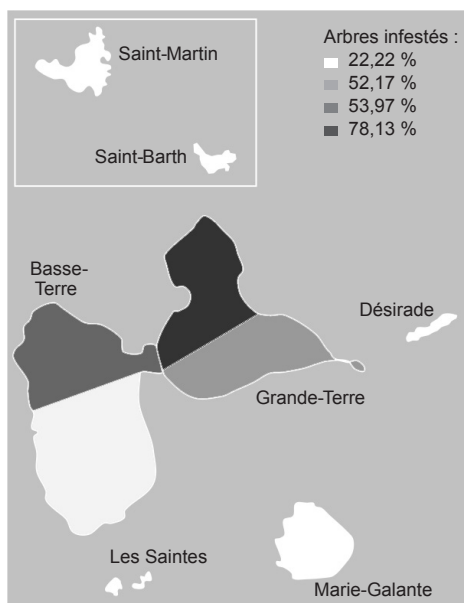 Saint-Martin
Saint-Barth
Arbres infestés :
22,22 %
52,17 %
53,97 %
78,13 %
Basse-
Terre
Désirade
Grande-Terre
Les Saintes
Marie-Galante